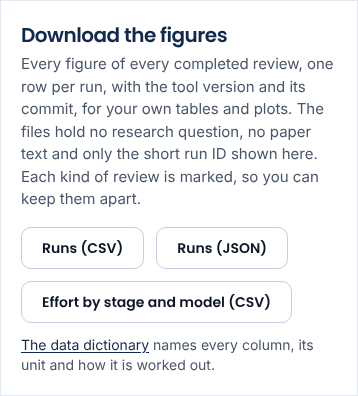 Download the figures
Every figure of every completed review, one
row per run, with the tool version and its
commit, for your own tables and plots. The
files hold no research question, no paper
text and only the short run ID shown here.
Each kind of review is marked, so you can
keep them apart.
Runs (CSV)
Runs (JSON)
Effort by stage and model (CSV)
The data dictionary names every column, its
unit and how it is worked out.